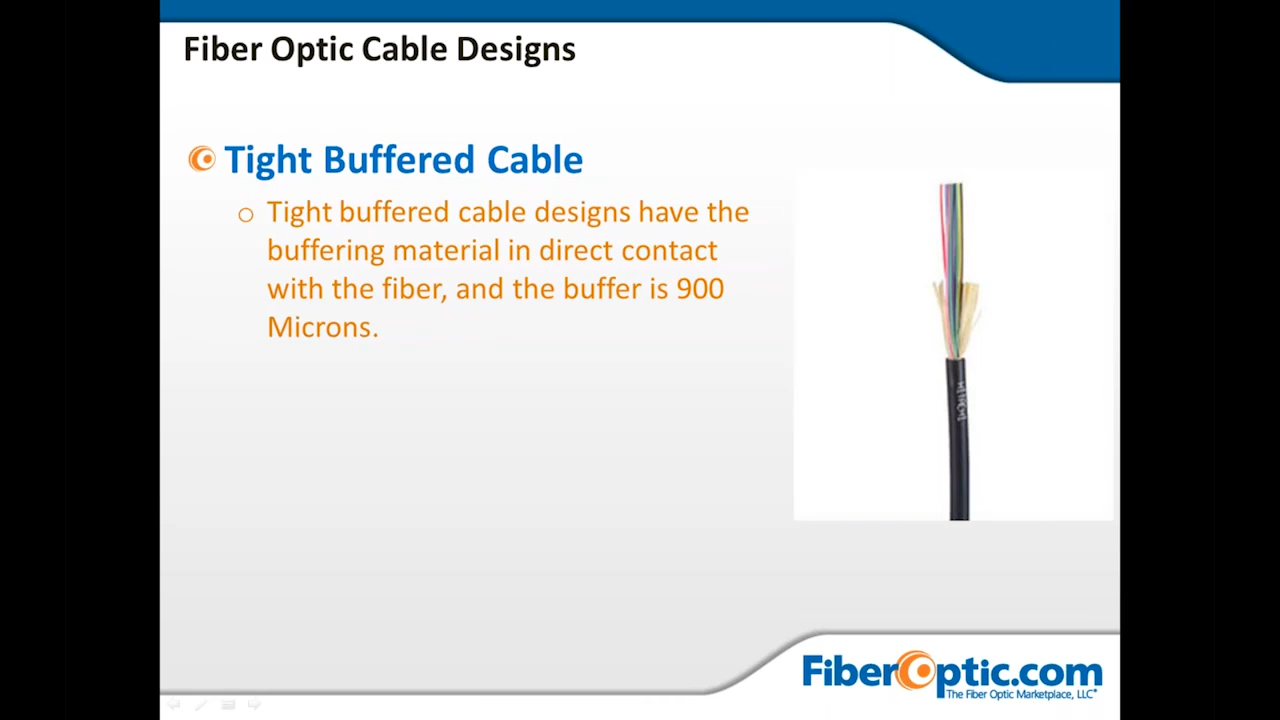 Fiber Optic Cable Designs
Tight Buffered Cable
Tight buffered cable designs have the
buffering material in direct contact
with the fiber, and the buffer is 900
Microns.
HITACHI
FiberOptic.com
The Fiber Optic Marketplace, LLC